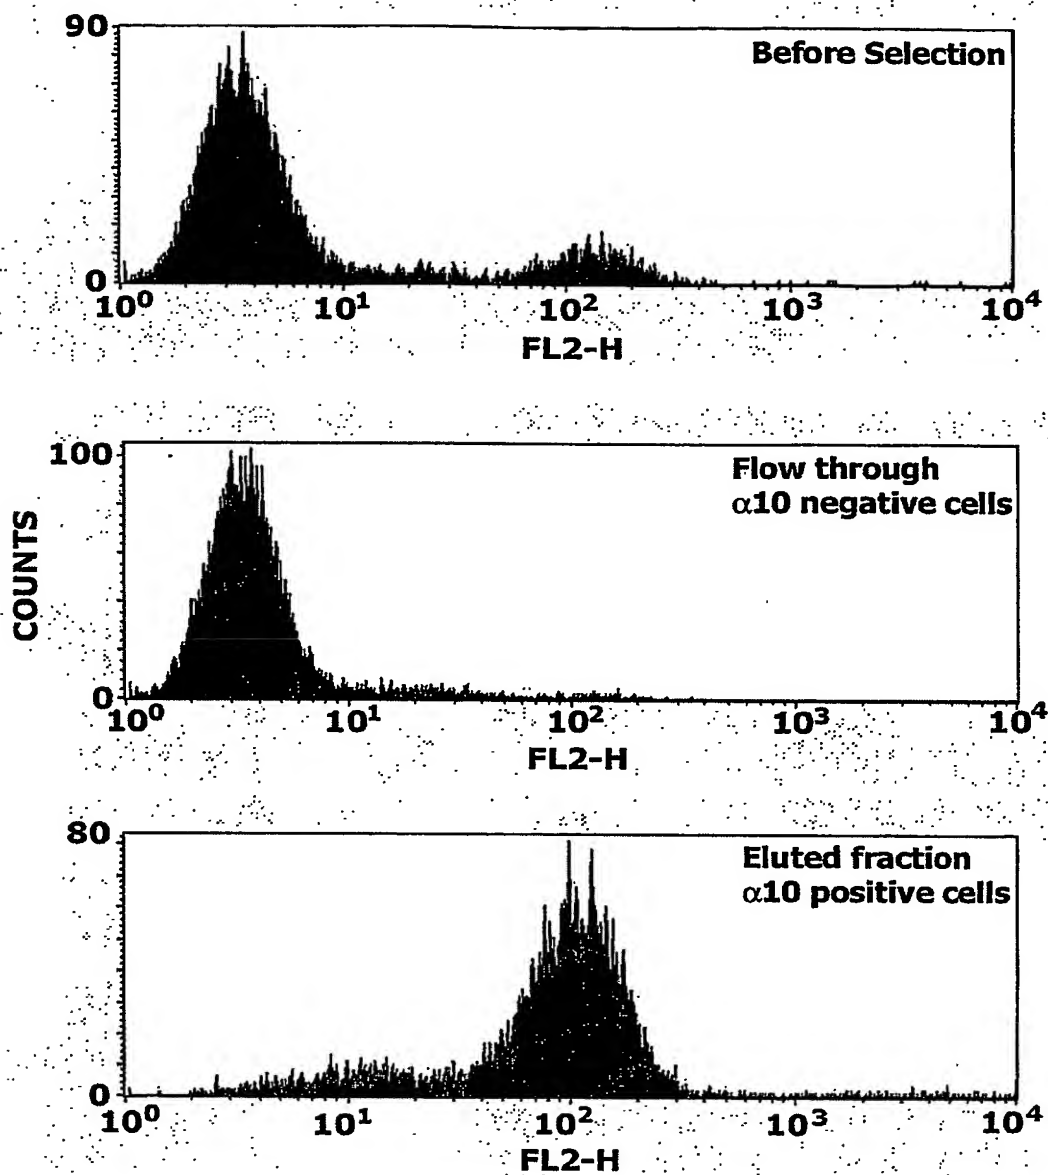 90
Before Selection
0
10⁰ 10¹ 10² 10³ 10⁴
FL2-H
COUNTS
100
Flow through
α10 negative cells
0
10⁰ 10¹ 10² 10³ 10⁴
FL2-H
80
Eluted fraction
α10 positive cells
0
10⁰ 10¹ 10² 10³ 10⁴
FL2-H